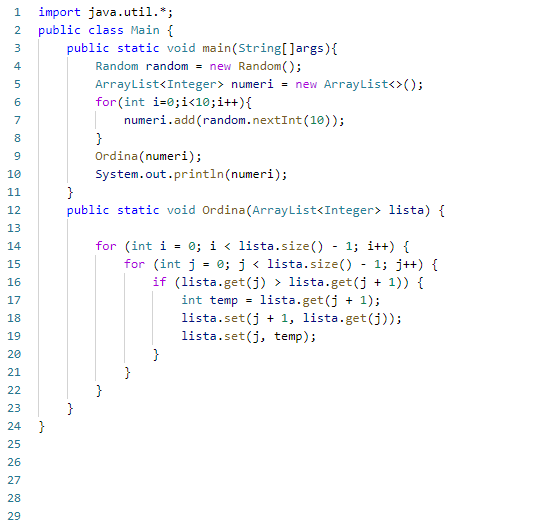 1 import java.util.*;
2 public class Main {
3 public static void main(String[]args){
4 Random random = new Random();
5 ArrayList<Integer> numeri = new ArrayList<>();
6 for(int i=0;i<10;i++){
7 numeri.add(random.nextInt(10));
8 }
9 Ordina(numeri);
10 System.out.println(numeri);
11 }
12 public static void Ordina(ArrayList<Integer> lista) {
13
14 for (int i = 0; i < lista.size() - 1; i++) {
15 for (int j = 0; j < lista.size() - 1; j++) {
16 if (lista.get(j) > lista.get(j + 1)) {
17 int temp = lista.get(j + 1);
18 lista.set(j + 1, lista.get(j));
19 lista.set(j, temp);
20 }
21 }
22 }
23 }
24 }
25
26
27
28
29